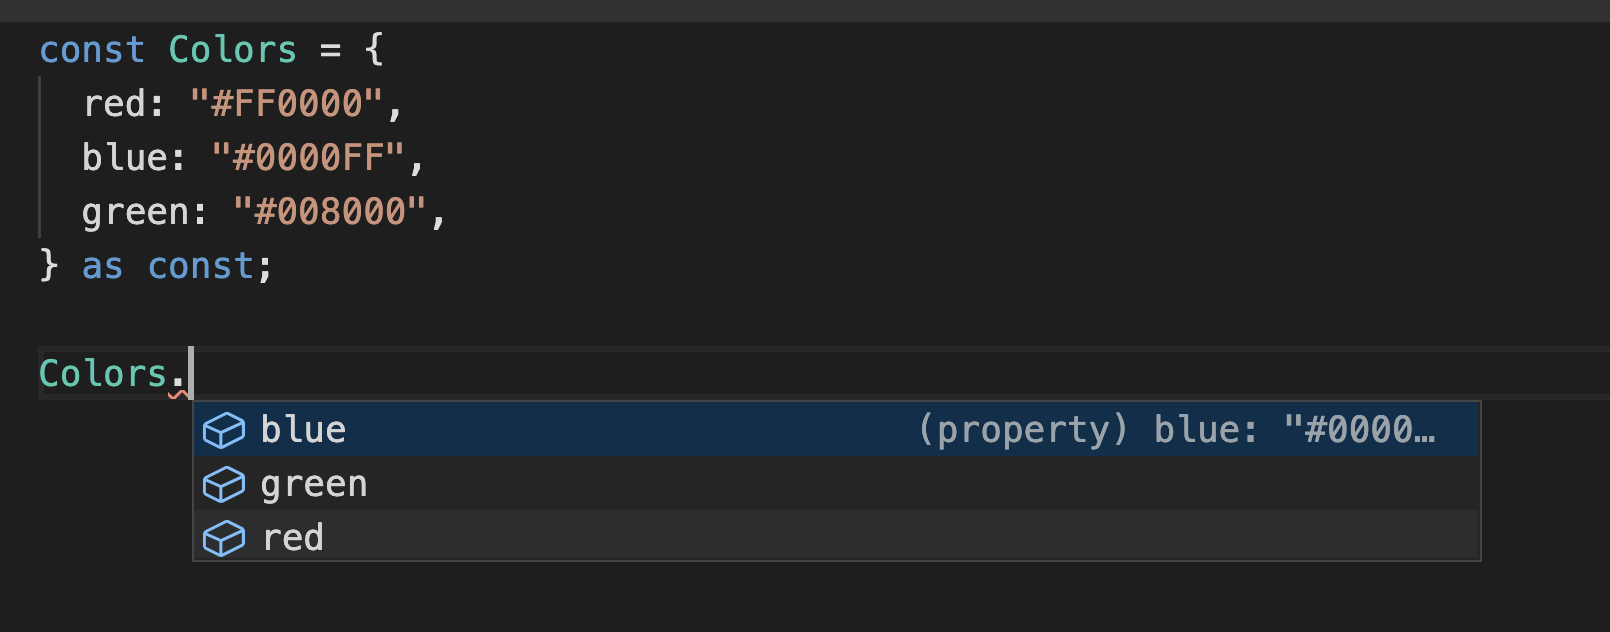 const Colors = {
red: "#FF0000",
blue: "#0000FF",
green: "#008000",
} as const;
Colors.
blue (property) blue: "#0000…
green
red